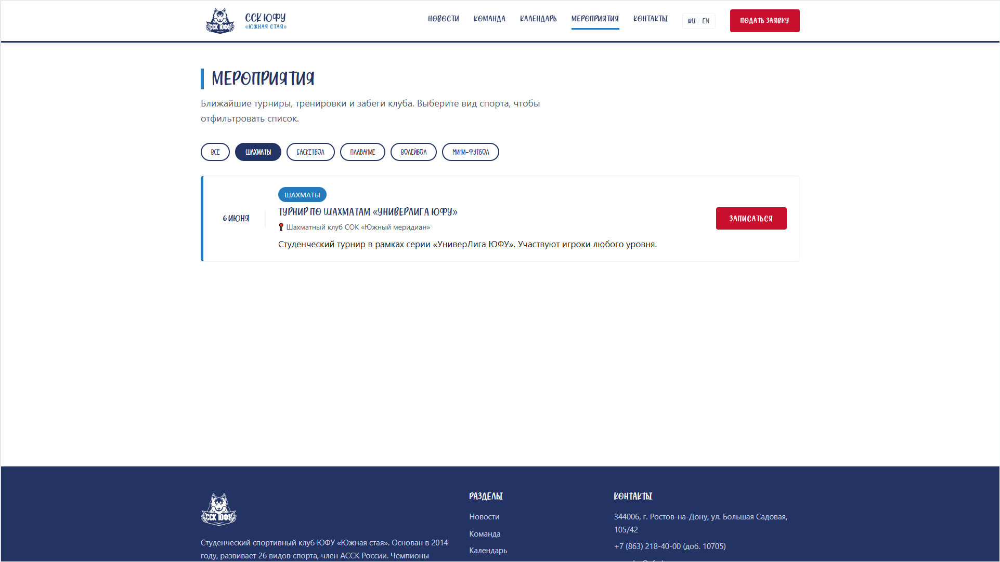 ССК ЮФУ
ССК ЮФУ
«ЮЖНАЯ СТАЯ»
НОВОСТИ
КОМАНДА
КАЛЕНДАРЬ
МЕРОПРИЯТИЯ
КОНТАКТЫ
RU / EN
ПОДАТЬ ЗАЯВКУ
МЕРОПРИЯТИЯ
Ближайшие турниры, тренировки и забеги клуба. Выберите вид спорта, чтобы
отфильтровать список.
ВСЕ
ШАХМАТЫ
БАСКЕТБОЛ
ПЛАВАНИЕ
ВОЛЕЙБОЛ
МИНИ-ФУТБОЛ
6 ИЮНЯ
ШАХМАТЫ
ТУРНИР ПО ШАХМАТАМ «УНИВЕРЛИГА ЮФУ»
Шахматный клуб СОК «Южный меридиан»
Студенческий турнир в рамках серии «УниверЛига ЮФУ». Участвуют игроки любого уровня.
ЗАПИСАТЬСЯ
ССК ЮФУ
Студенческий спортивный клуб ЮФУ «Южная стая». Основан в 2014
году, развивает 26 видов спорта, член АССК России. Чемпионы
РАЗДЕЛЫ
Новости
Команда
Календарь
КОНТАКТЫ
344006, г. Ростов-на-Дону, ул. Большая Садовая,
105/42
+7 (863) 218-40-00 (доб. 10705)